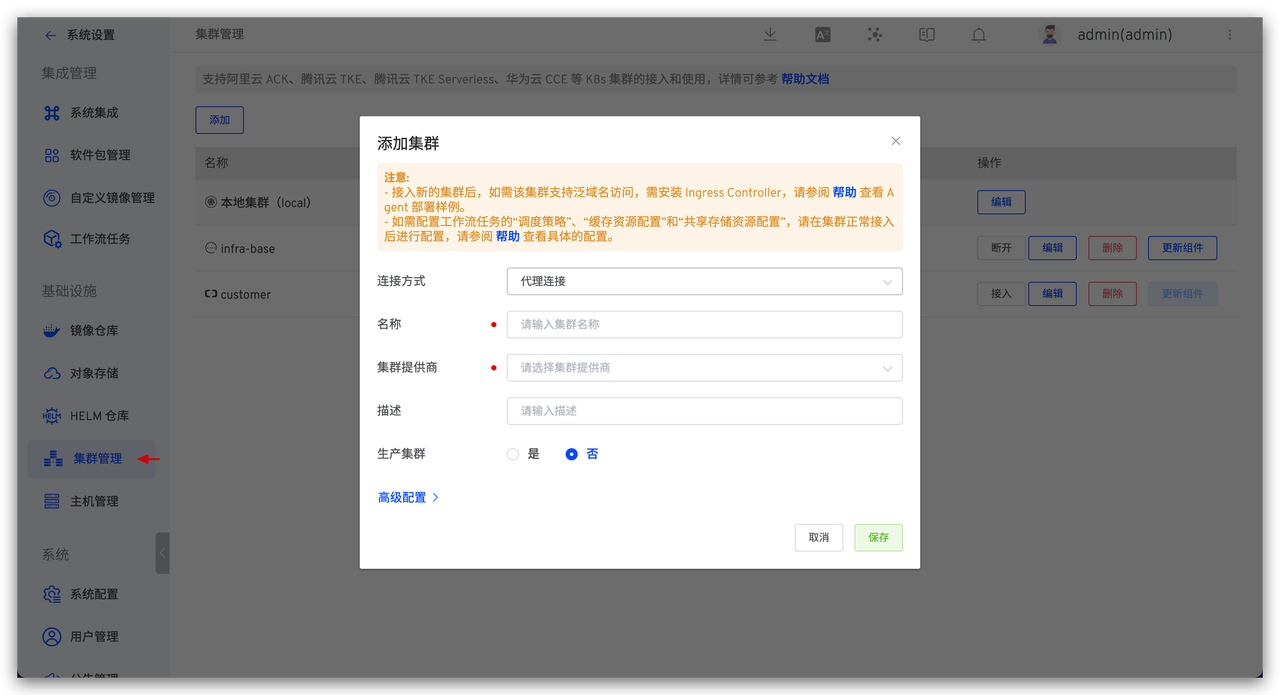 系统设置
集成管理
系统集成
软件包管理
自定义镜像管理
工作流任务
基础设施
镜像仓库
对象存储
HELM 仓库
集群管理
主机管理
系统
系统配置
用户管理
公告管理
集群管理
admin(admin)
支持阿里云 ACK、腾讯云 TKE、腾讯云 TKE Serverless、华为云 CCE 等 K8s 集群的接入和使用，详情可参考 帮助文档
添加
名称
操作
本地集群（local）
编辑
infra-base
断开
编辑
删除
更新组件
customer
接入
编辑
删除
更新组件
添加集群
注意:
- 接入新的集群后，如需该集群支持泛域名访问，需安装 Ingress Controller，请参阅 帮助 查看 A
gent 部署样例。
- 如需配置工作流任务的“调度策略”、“缓存资源配置”和“共享存储资源配置”，请在集群正常接入
后进行配置，请参阅 帮助 查看具体的配置。
连接方式
代理连接
名称
请输入集群名称
集群提供商
请选择集群提供商
描述
请输入描述
生产集群
是
否
高级配置
取消
保存